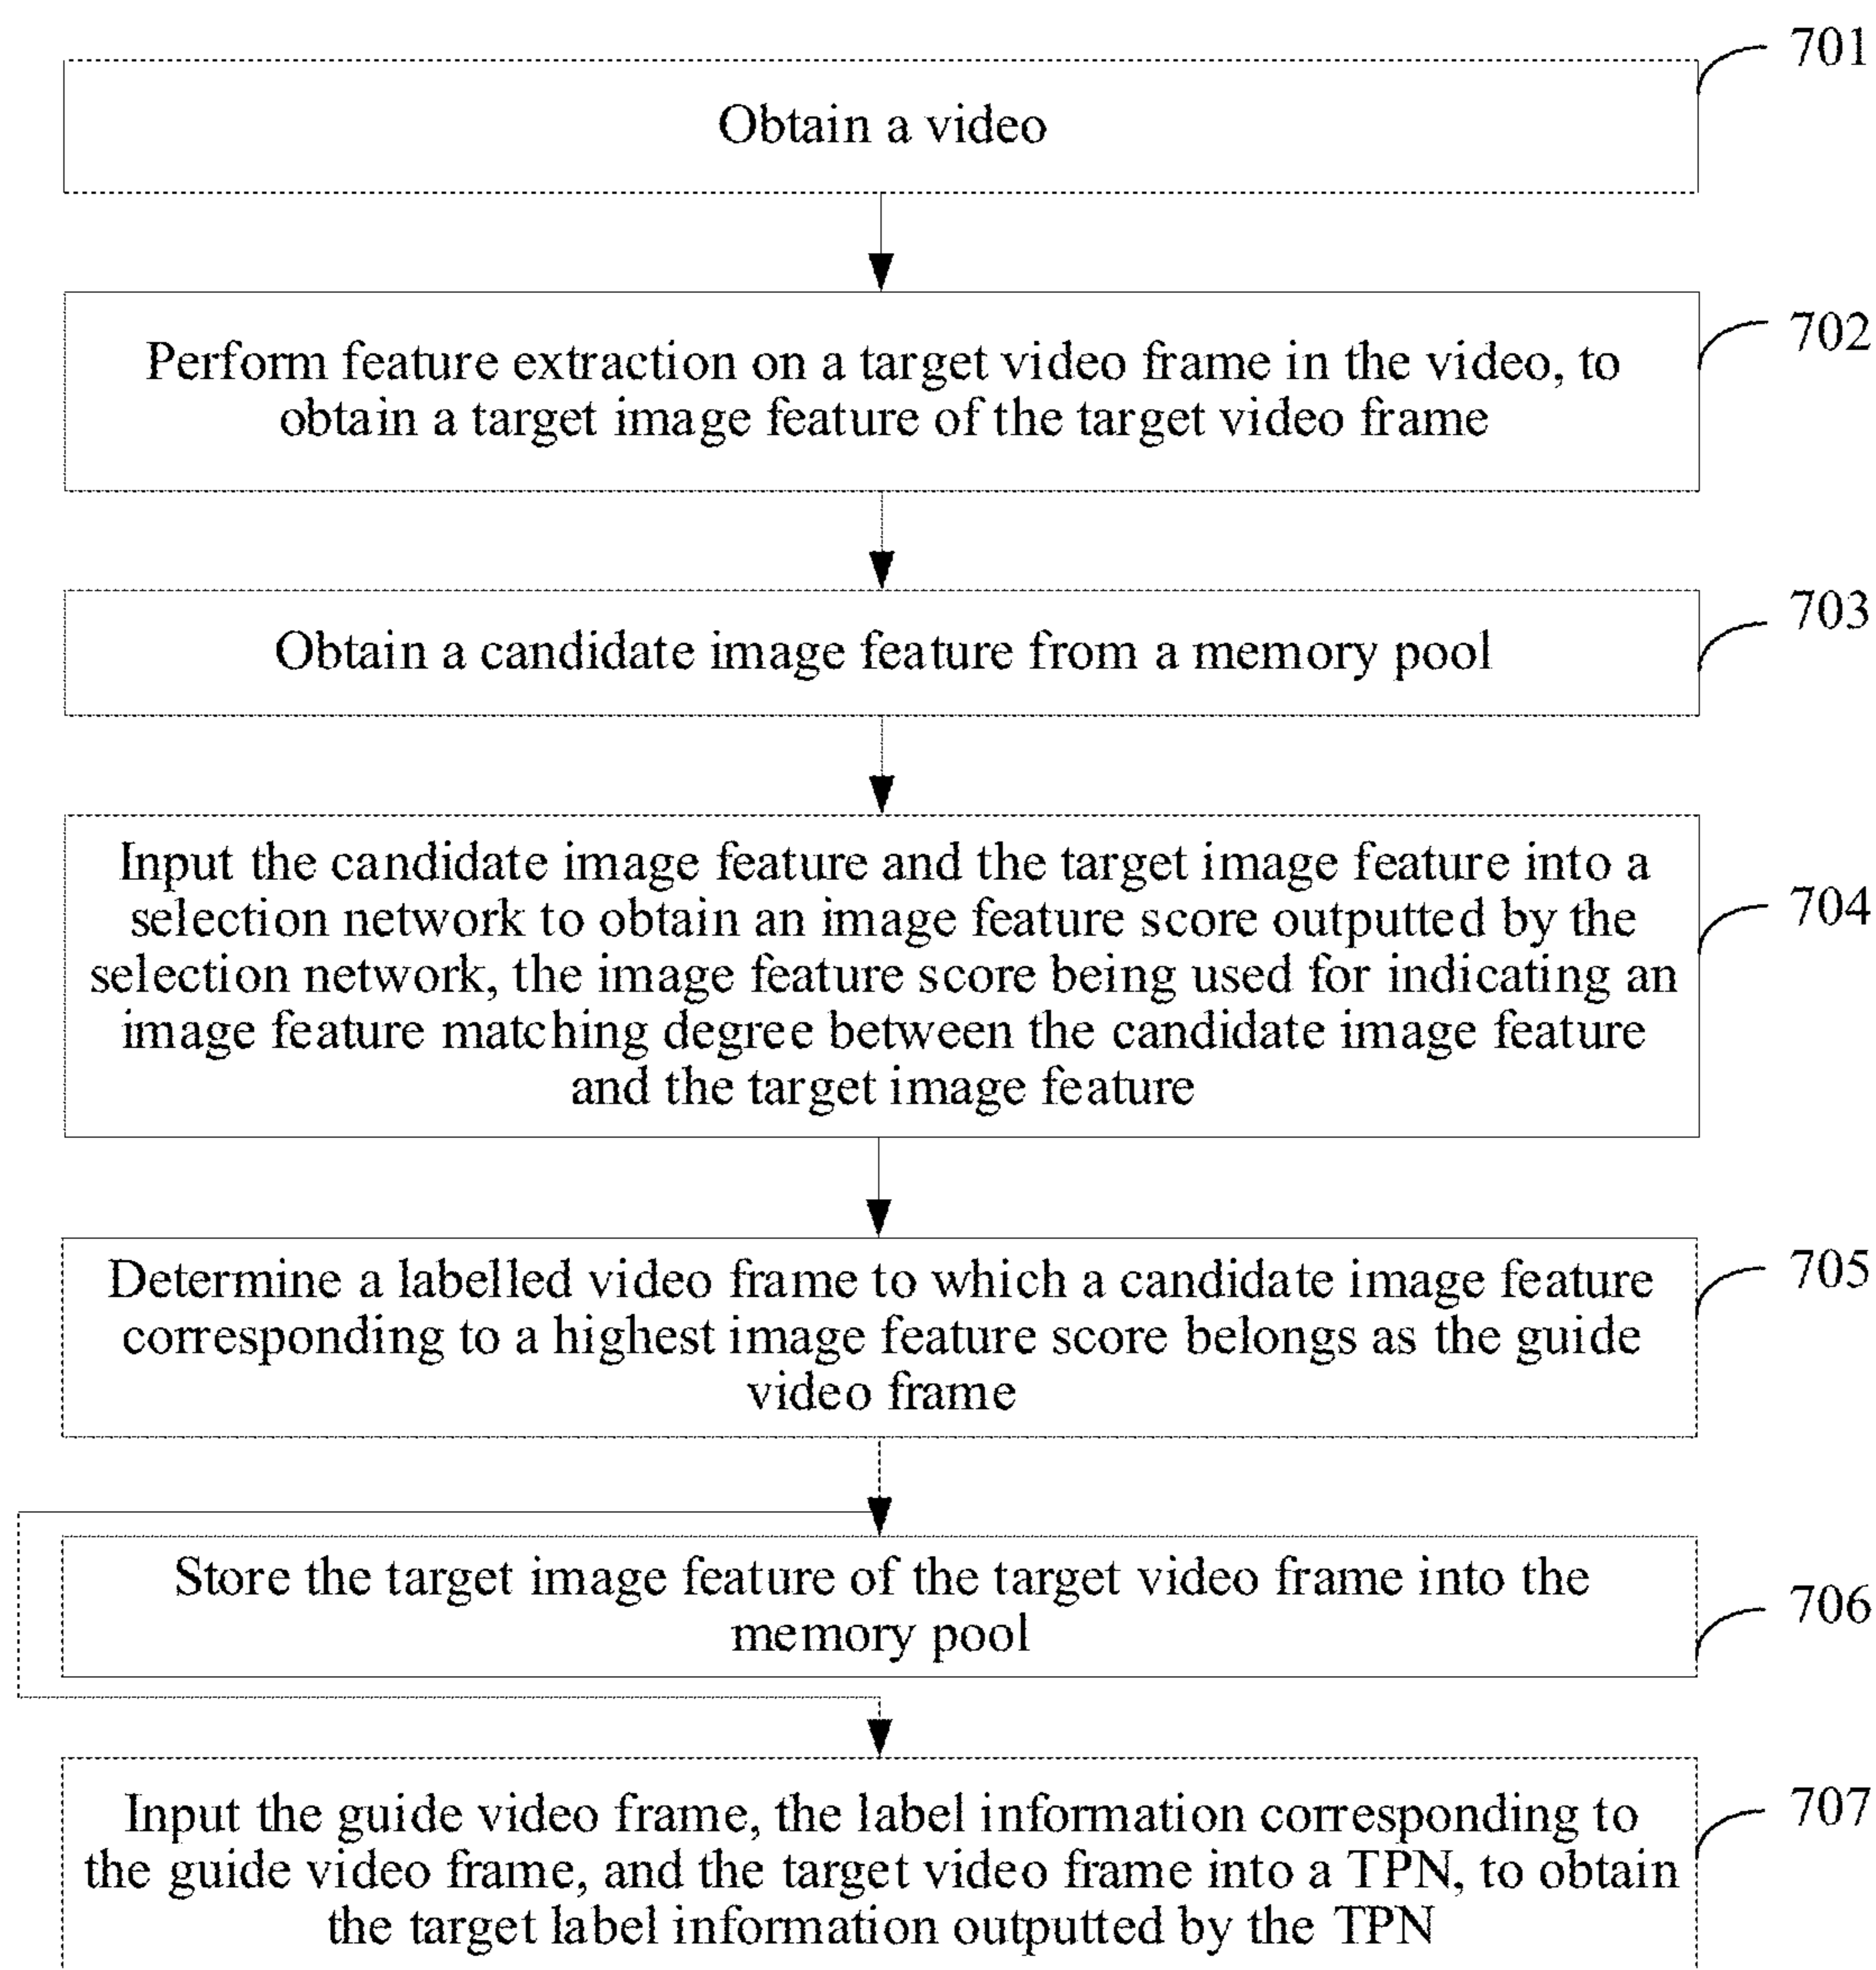 701
Obtain a video
702
Perform feature extraction on a target video frame in the video, to
obtain a target image feature of the target video frame
703
Obtain a candidate image feature from a memory pool
704
Input the candidate image feature and the target image feature into a
selection network to obtain an image feature score outputted by the
selection network, the image feature score being used for indicating an
image feature matching degree between the candidate image feature
and the target image feature
705
Determine a labelled video frame to which a candidate image feature
corresponding to a highest image feature score belongs as the guide
video frame
706
Store the target image feature of the target video frame into the
memory pool
707
Input the guide video frame, the label information corresponding to
the guide video frame, and the target video frame into a TPN, to obtain
the target label information outputted by the TPN